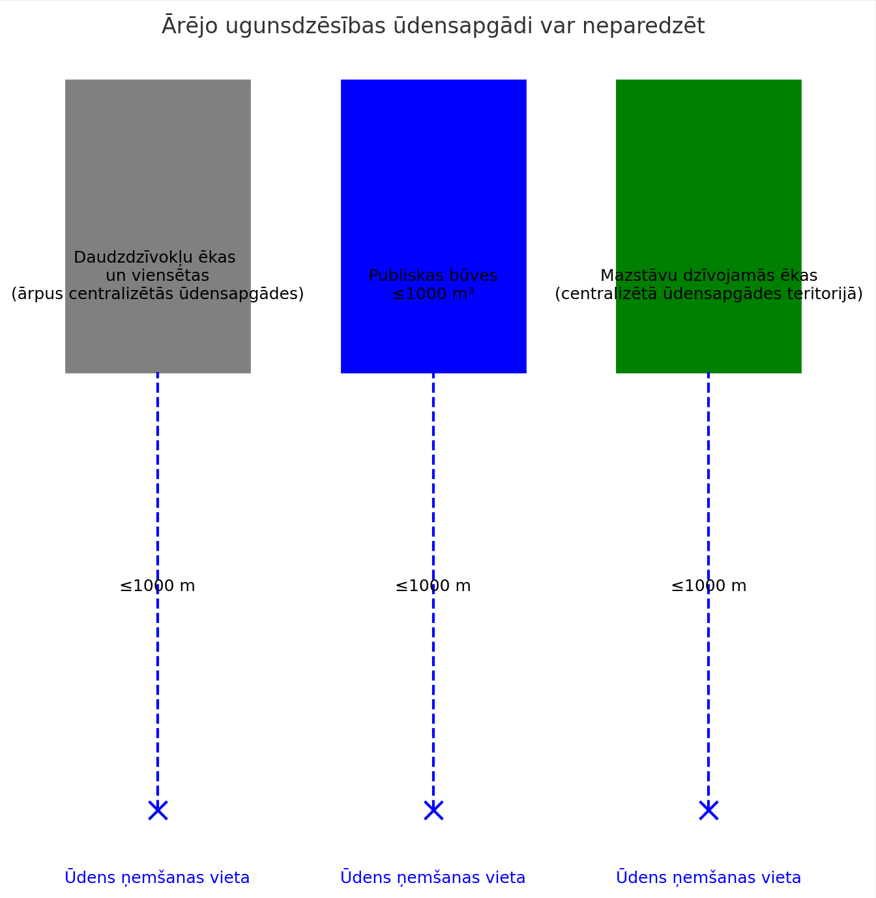 Ārējo ugunsdzēsības ūdensapgādi var neparedzēt
Daudzdzīvokļu ēkas
un viensētas
(ārpus centralizētās ūdensapgādes)
Publiskas būves
≤1000 m³
Mazstāvu dzīvojamās ēkas
(centralizētā ūdensapgādes teritorijā)
≤1000 m
≤1000 m
≤1000 m
Ūdens ņemšanas vieta
Ūdens ņemšanas vieta
Ūdens ņemšanas vieta